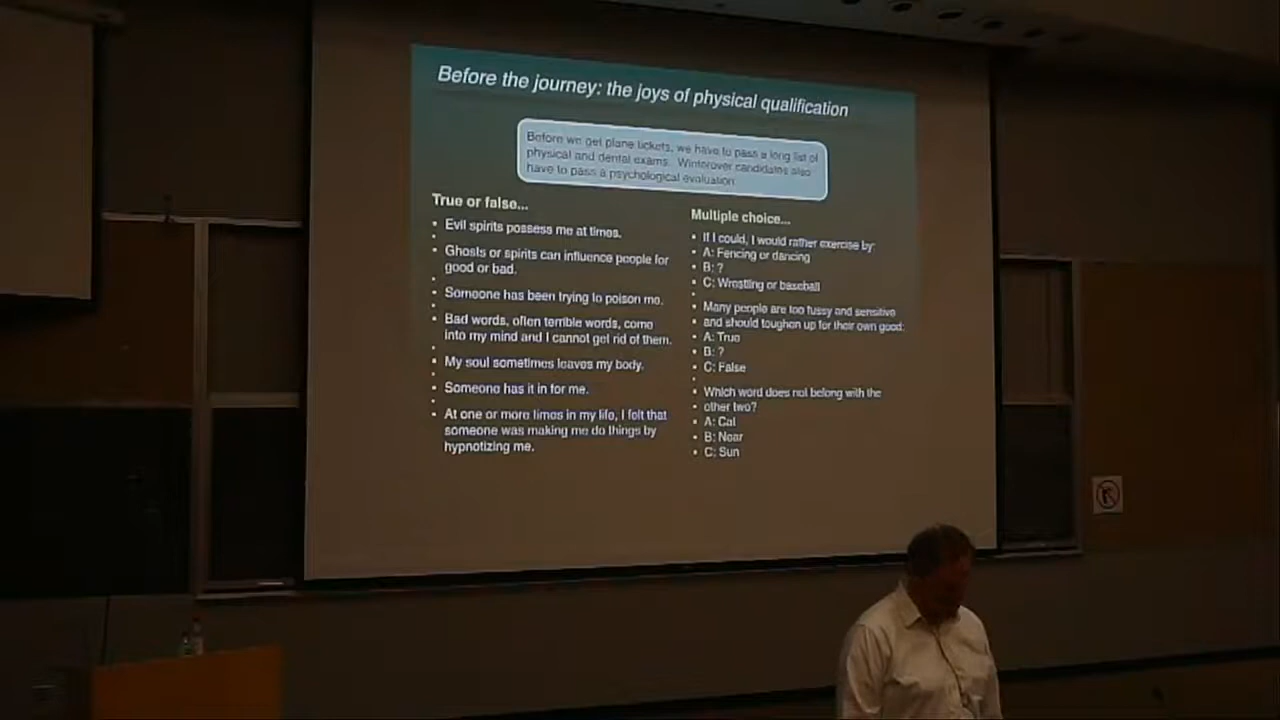 Before the journey: the joys of physical qualification
Before we get plane tickets, we have to pass a long list of
physical and dental exams. Winterover candidates also
have to pass a psychological evaluation.
True or false...
• Evil spirits possess me at times.
• Ghosts or spirits can influence people for
good or bad.
• Someone has been trying to poison me.
• Bad words, often terrible words, come
into my mind and I cannot get rid of them.
• My soul sometimes leaves my body.
• Someone has it in for me.
• At one or more times in my life, I felt that
someone was making me do things by
hypnotizing me.
Multiple choice...
• If I could, I would rather exercise by:
• A: Fencing or dancing
• B: ?
• C: Wrestling or baseball
• Many people are too fussy and sensitive
• and should toughen up for their own good:
• A: True
• B: ?
• C: False
• Which word does not belong with the
• other two?
• A: Cat
• B: Near
• C: Sun